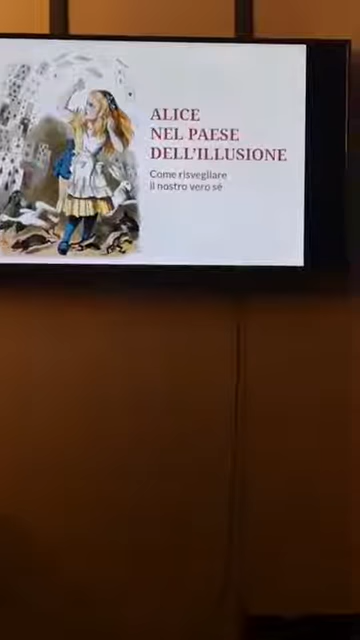 ALICE
NEL PAESE
DELL'ILLUSIONE
Come risvegliare
il nostro vero sé